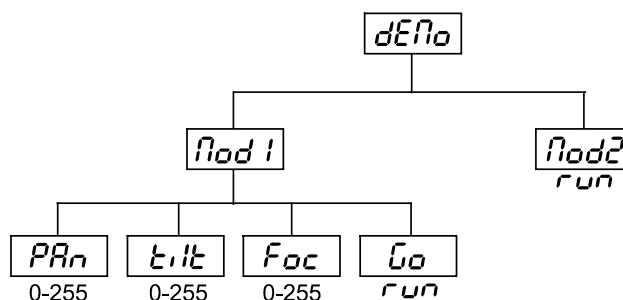 dEMo
Mod1 Mod2
run
PAn tilt Foc Go
0-255 0-255 0-255 run